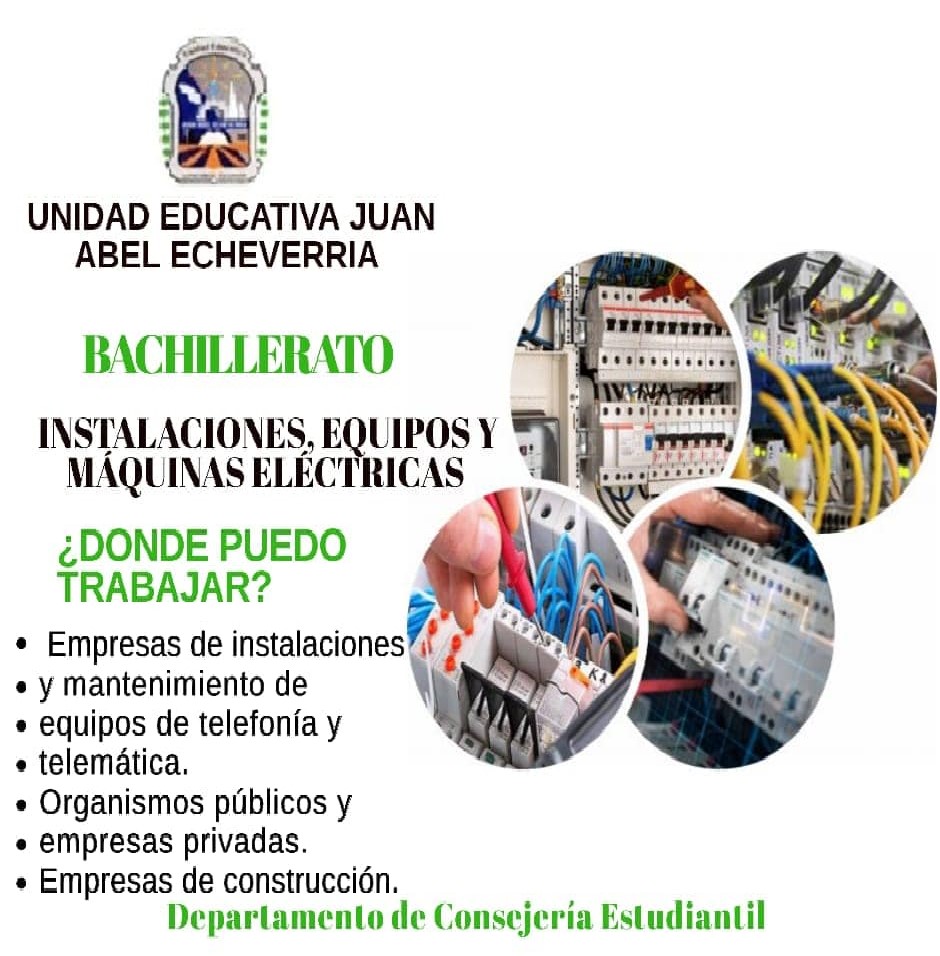 UNIDAD EDUCATIVA JUAN
ABEL ECHEVERRIA
BACHILLERATO
INSTALACIONES, EQUIPOS Y
MÁQUINAS ELÉCTRICAS
¿DONDE PUEDO
TRABAJAR?
• Empresas de instalaciones
• y mantenimiento de
• equipos de telefonía y
• telemática.
• Organismos públicos y
• empresas privadas.
• Empresas de construcción.
Departamento de Consejería Estudiantil